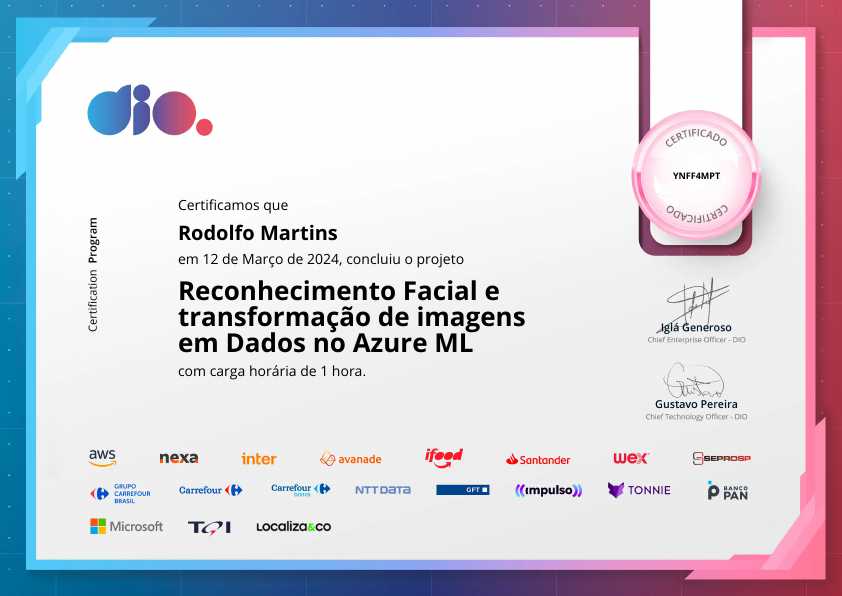 dio.
CERTIFICADO
YNFF4MPT
CERTIFICADO
Certification Program
Certificamos que
Rodolfo Martins
em 12 de Março de 2024, concluiu o projeto
Reconhecimento Facial e
transformação de imagens
em Dados no Azure ML
com carga horária de 1 hora.
Iglá Generoso
Chief Enterprise Officer - DIO
Gustavo Pereira
Chief Technology Officer - DIO
aws nexa inter avanade ifood Santander wex SEPROSP
GRUPO
CARREFOUR
BRASIL
Carrefour Carrefour NTT DATA GFT impulso TONNIE BANCO
PAN
Microsoft Localiza&co